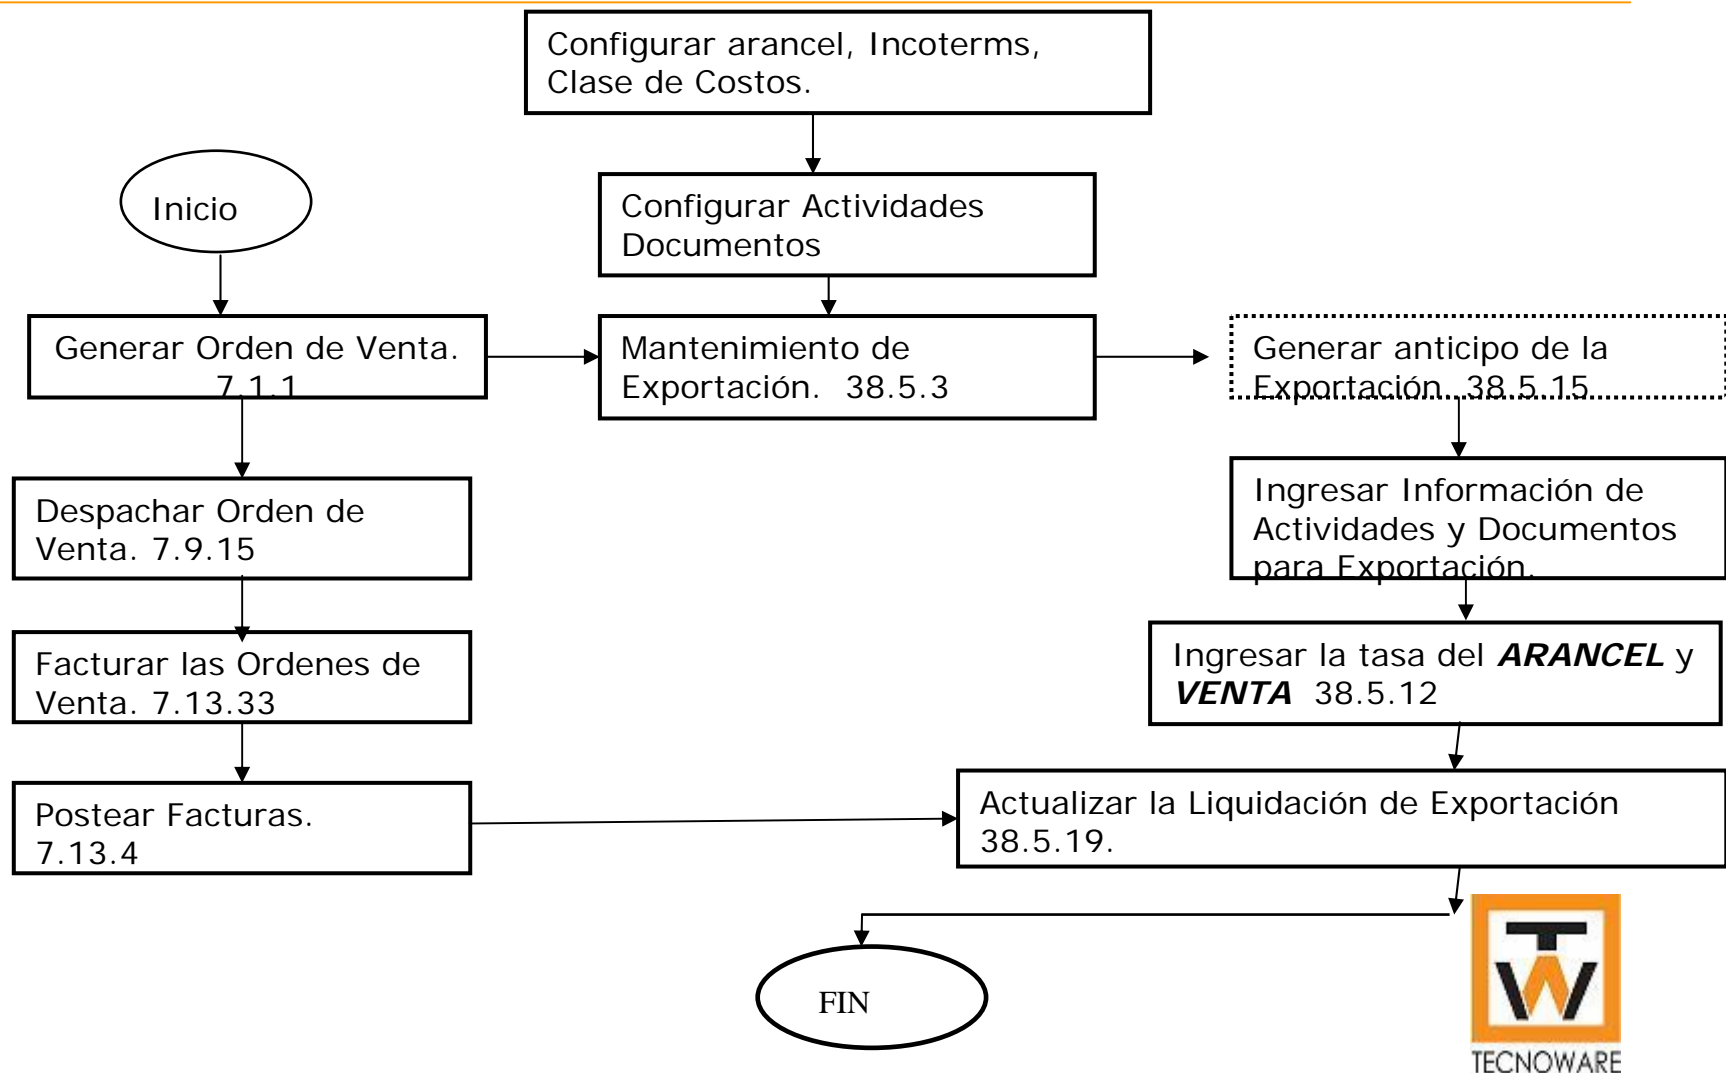 Configurar arancel, Incoterms,
Clase de Costos.
Inicio
Configurar Actividades
Documentos
Generar Orden de Venta.
7.1.1
Mantenimiento de
Exportación.  38.5.3
Generar anticipo de la
Exportación  38.5.15
Despachar Orden de
Venta. 7.9.15
Ingresar Información de
Actividades y Documentos
para Exportación.
Facturar las Ordenes de
Venta. 7.13.33
Ingresar la tasa del ARANCEL y
VENTA  38.5.12
Postear Facturas.
7.13.4
Actualizar la Liquidación de Exportación
38.5.19.
FIN
TECNOWARE